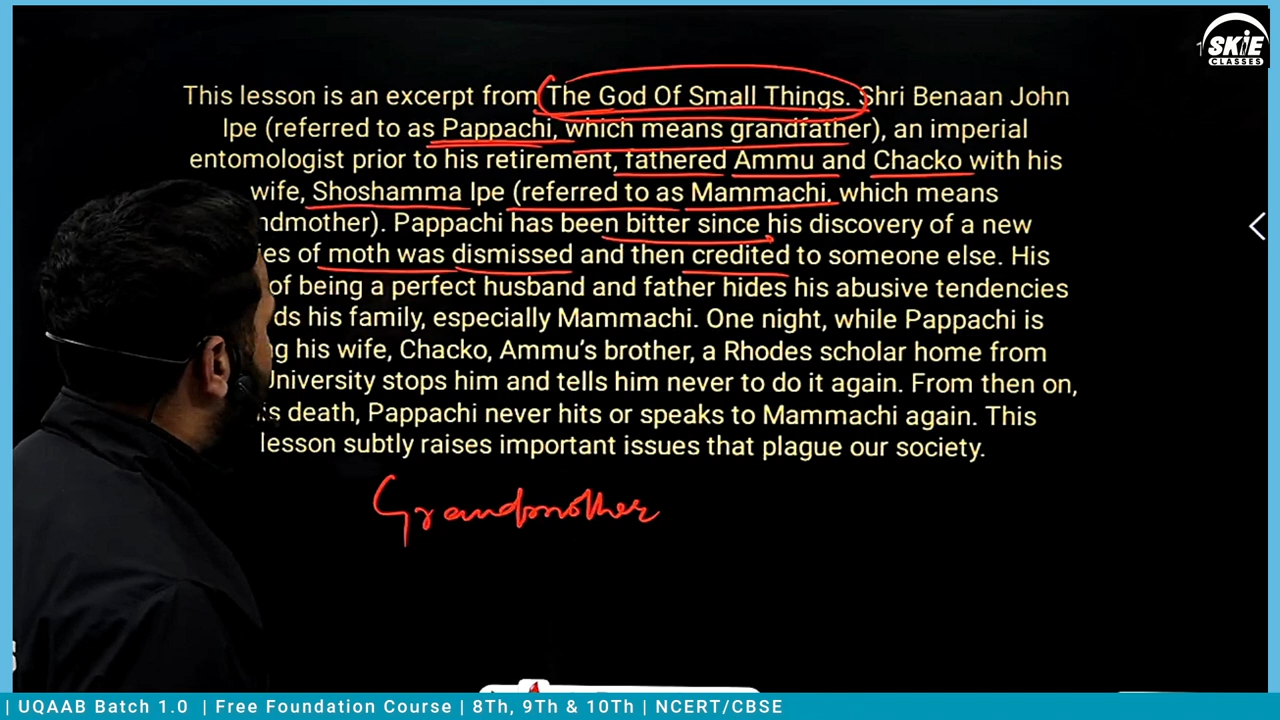 SKIE
CLASSES
This lesson is an excerpt from The God Of Small Things. Shri Benaan John
Ipe (referred to as Pappachi, which means grandfather), an imperial
entomologist prior to his retirement, fathered Ammu and Chacko with his
wife, Shoshamma Ipe (referred to as Mammachi, which means
ndmother). Pappachi has been bitter since his discovery of a new
ies of moth was dismissed and then credited to someone else. His
of being a perfect husband and father hides his abusive tendencies
ds his family, especially Mammachi. One night, while Pappachi is
g his wife, Chacko, Ammu's brother, a Rhodes scholar home from
University stops him and tells him never to do it again. From then on,
s death, Pappachi never hits or speaks to Mammachi again. This
lesson subtly raises important issues that plague our society.
Grandmother
| UQAAB Batch 1.0 | Free Foundation Course | 8Th, 9Th & 10Th | NCERT/CBSE